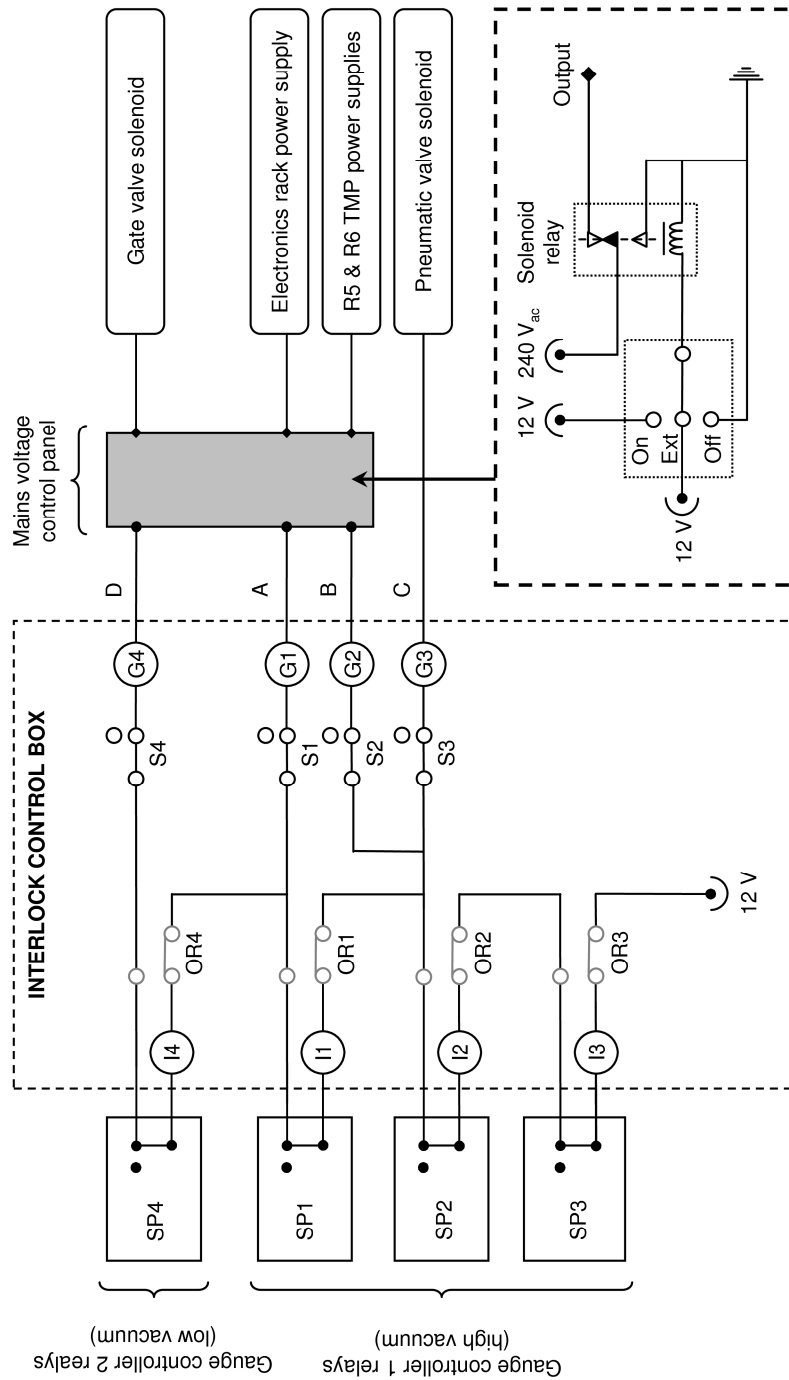 Gate valve solenoid
Electronics rack power supply
R5 & R6 TMP power supplies
Pneumatic valve solenoid
Mains voltage
control panel
D
A
B
C
INTERLOCK CONTROL BOX
G4
G1
G2
G3
S4
S1
S2
S3
OR4
OR1
OR2
OR3
I4
I1
I2
I3
12 V
SP4
SP1
SP2
SP3
Gauge controller 2 realys
(low vacuum)
Gauge controller 1 relays
(high vacuum)
Output
Solenoid
relay
240 Vac
12 V
On
Ext
Off
12 V